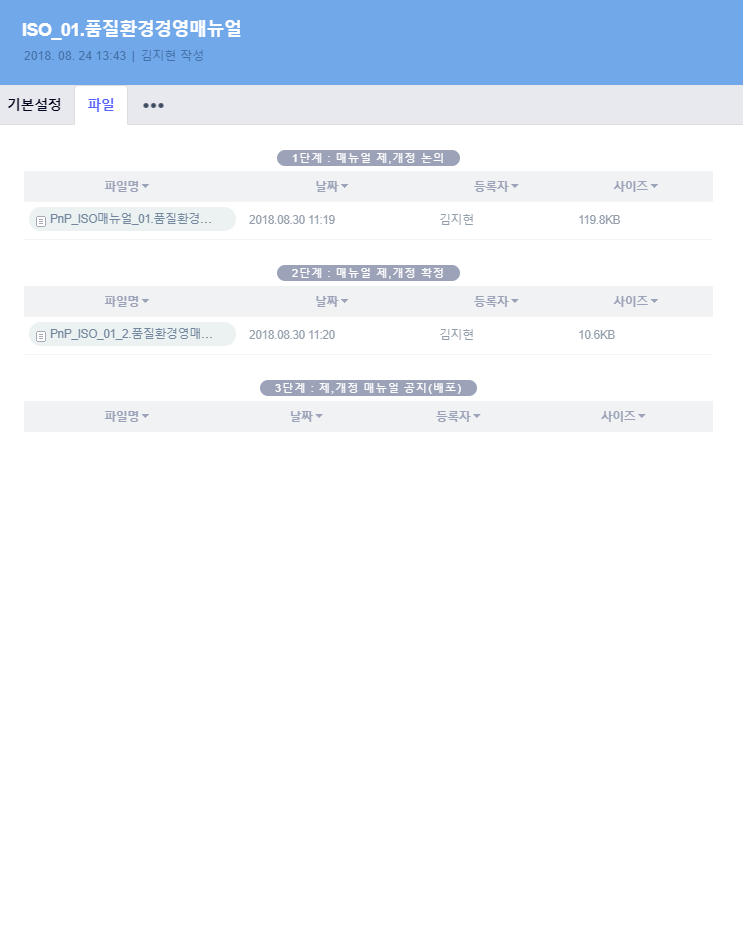 ISO_01.품질환경경영매뉴얼
2018. 08. 24 13:43 | 김지현 작성
기본설정 파일 •••
1단계 : 매뉴얼 제,개정 논의
파일명 날짜 등록자 사이즈
PnP_ISO매뉴얼_01.품질환경... 2018.08.30 11:19 김지현 119.8KB
2단계 : 매뉴얼 제,개정 확정
파일명 날짜 등록자 사이즈
PnP_ISO_01_2.품질환경영매... 2018.08.30 11:20 김지현 10.6KB
3단계 : 제,개정 매뉴얼 공지(배포)
파일명 날짜 등록자 사이즈